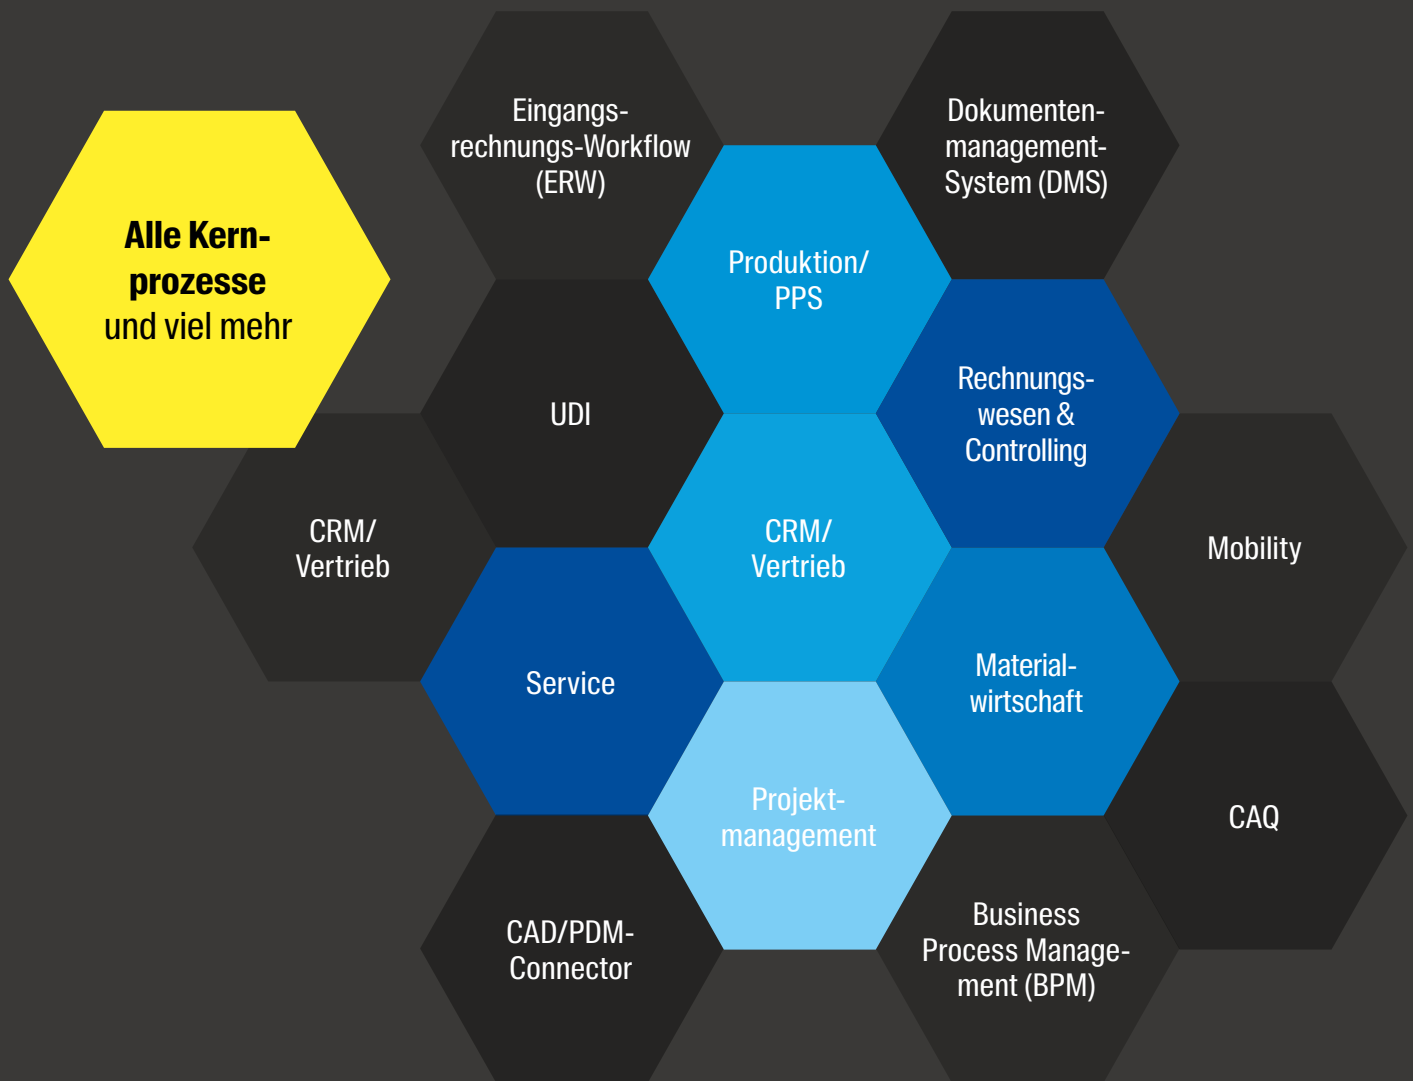 Alle Kern-
prozesse
und viel mehr
Eingangs-
rechnungs-Workflow
(ERW)
Dokumenten-
management-
System (DMS)
Produktion/
PPS
UDI
Rechnungs-
wesen &
Controlling
CRM/
Vertrieb
CRM/
Vertrieb
Mobility
Service
Material-
wirtschaft
Projekt-
management
CAQ
CAD/PDM-
Connector
Business
Process Manage-
ment (BPM)